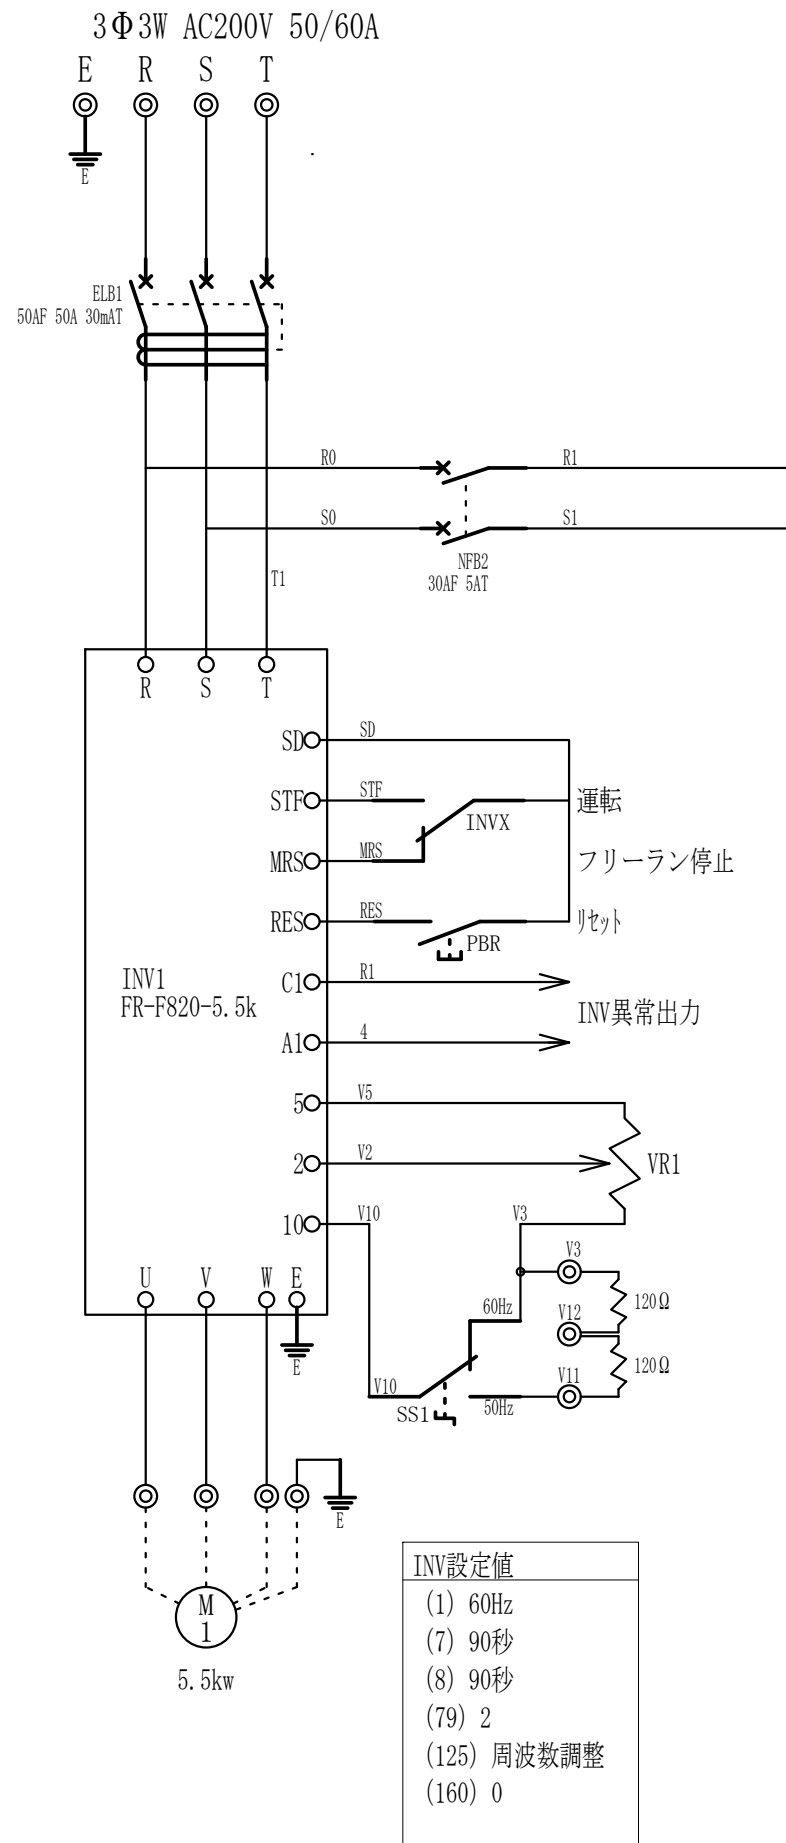 3Φ3W AC200V 50/60A
E R S T
E
ELB1
50AF 50A 30mAT
R0 R1
S0 S1
NFB2
30AF 5AT
T1
R S T
SD SD
STF STF 運転
INVX
MRS MRS フリーラン停止
RES RES リセット
PBR
INV1
FR-F820-5.5k
C1 R1
INV異常出力
A1 4
5 V5
2 V2 VR1
10 V10 V3
V3
U V W E
60Hz V12 120Ω
E
V10 V11 120Ω
SS1 50Hz
E
M
1
5.5kw
INV設定値
(1) 60Hz
(7) 90秒
(8) 90秒
(79) 2
(125) 周波数調整
(160) 0